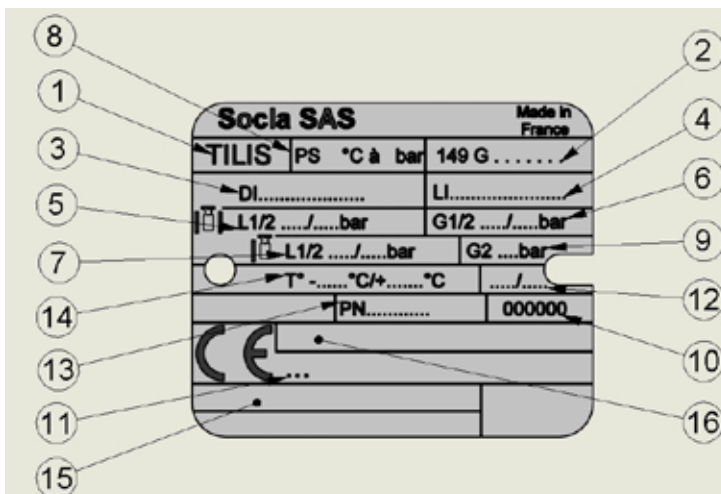 8
2
1
Socla SAS
Made in
France
4
TILIS PS °C à bar 149 G .......
3
6
DI.................... LI......................
5
L1/2 ...../.....bar G1/2 ...../.....bar
9
7
L1/2 ...../.....bar G2 ....bar
T° -......°C/+.......°C ...../.....
14
12
PN............ 000000
13
10
CE
...
11
16
15